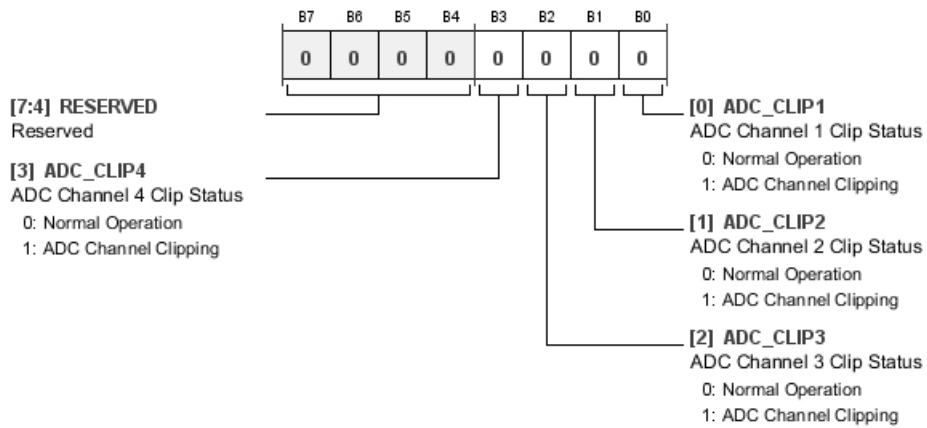 B7 B6 B5 B4 B3 B2 B1 B0
0 0 0 0 0 0 0 0
[7:4] RESERVED
Reserved
[3] ADC_CLIP4
ADC Channel 4 Clip Status
0: Normal Operation
1: ADC Channel Clipping
[0] ADC_CLIP1
ADC Channel 1 Clip Status
0: Normal Operation
1: ADC Channel Clipping
[1] ADC_CLIP2
ADC Channel 2 Clip Status
0: Normal Operation
1: ADC Channel Clipping
[2] ADC_CLIP3
ADC Channel 3 Clip Status
0: Normal Operation
1: ADC Channel Clipping